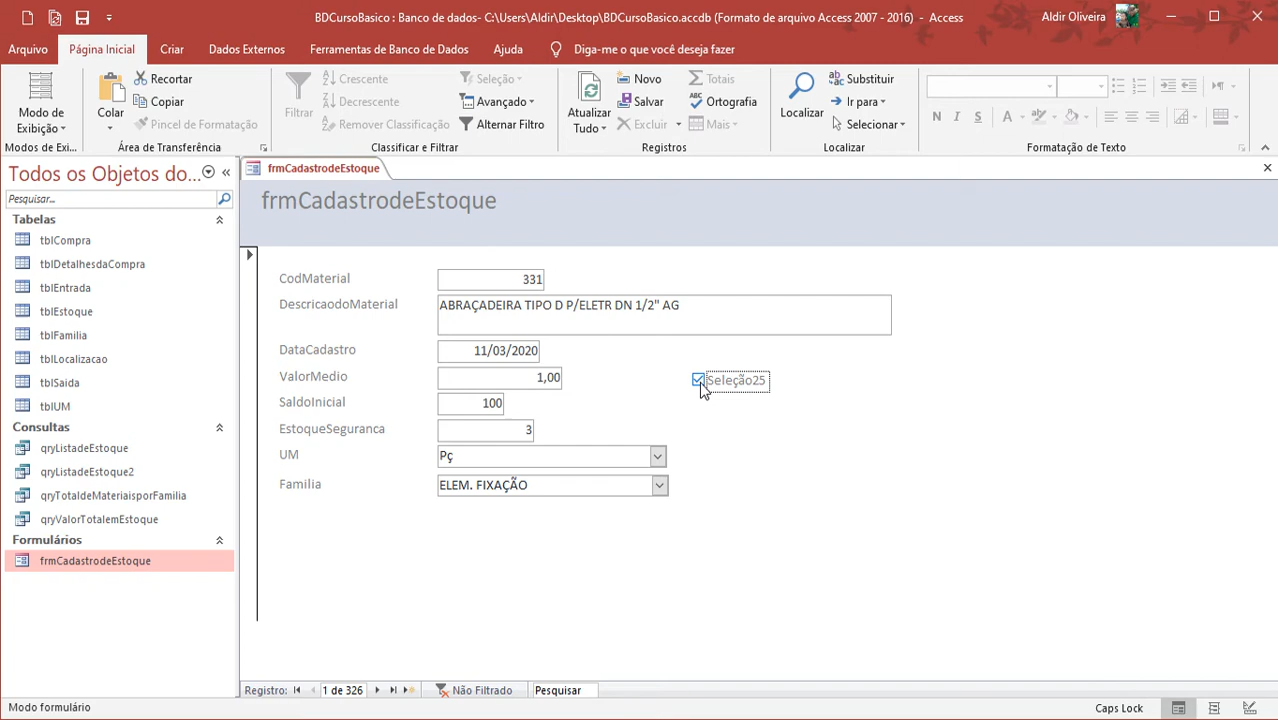 BDCursoBasico : Banco de dados- C:\Users\Aldir\Desktop\BDCursoBasico.accdb (Formato de arquivo Access 2007 - 2016) – Access
Aldir Oliveira
Arquivo Página Inicial Criar Dados Externos Ferramentas de Banco de Dados Ajuda Diga-me o que você deseja fazer
Modo de Exibição
Colar
Recortar
Copiar
Pincel de Formatação
Filtrar
Crescente
Decrescente
Remover Classif
Seleção
Avançado
Alternar Filtro
Atualizar Tudo
Novo
Salvar
Excluir
Totais
Ortografia
Mais
Localizar
Substituir
Ir para
Selecionar
N I S A
Modos de Exi... Área de Transferência Classificar e Filtrar Registros Localizar Formatação de Texto
Todos os Objetos do...
Pesquisar...
Tabelas
tblCompra
tblDetalhesdaCompra
tblEntrada
tblEstoque
tblFamilia
tblLocalizacao
tblSaida
tblUM
Consultas
qryListadeEstoque
qryListadeEstoque2
qryTotaldeMateriaisporFamilia
qryValorTotalemEstoque
Formulários
frmCadastrodeEstoque
frmCadastrodeEstoque
frmCadastrodeEstoque
CodMaterial 331
DescricaodoMaterial ABRAÇADEIRA TIPO D P/ELETR DN 1/2" AG
DataCadastro 11/03/2020
ValorMedio 1,00 Seleção25
SaldoInicial 100
EstoqueSeguranca 3
UM Pç
Familia ELEM. FIXAÇÃO
Registro: 1 de 326 Não Filtrado Pesquisar
Modo formulário Caps Lock